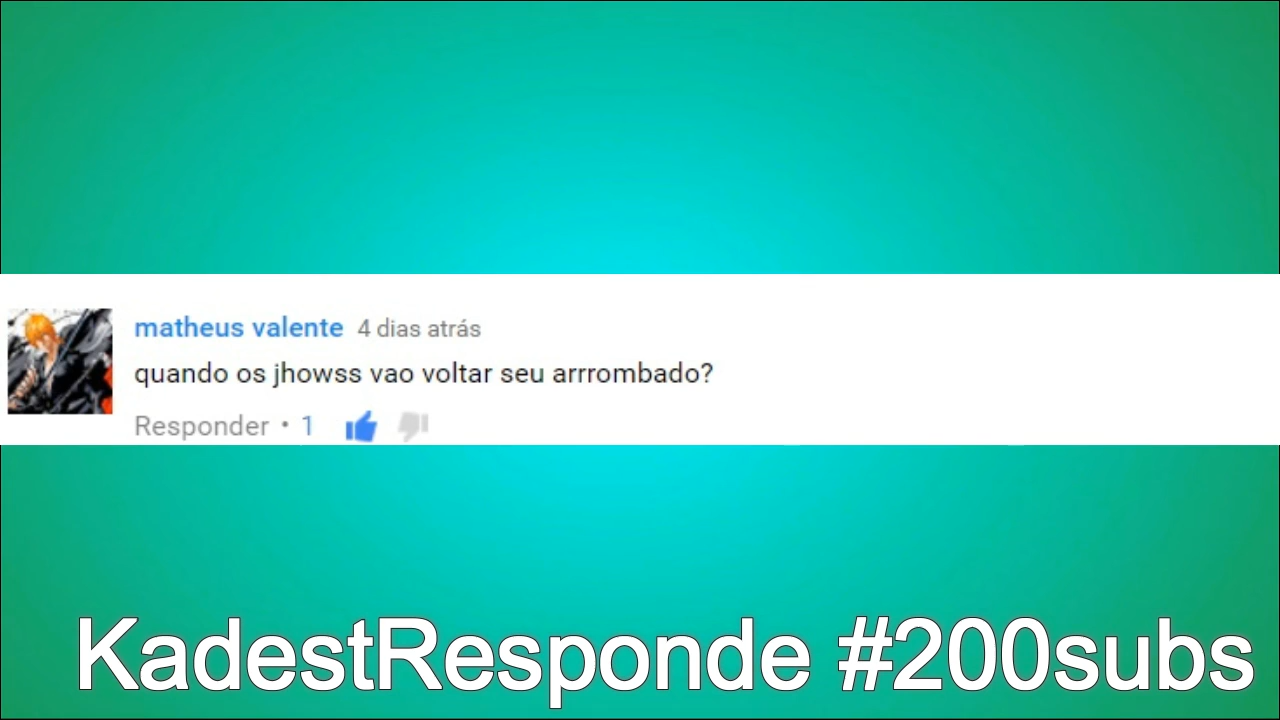 matheus valente 4 dias atrás
quando os jhowss vao voltar seu arrrombado?
Responder • 1
KadestResponde #200subs